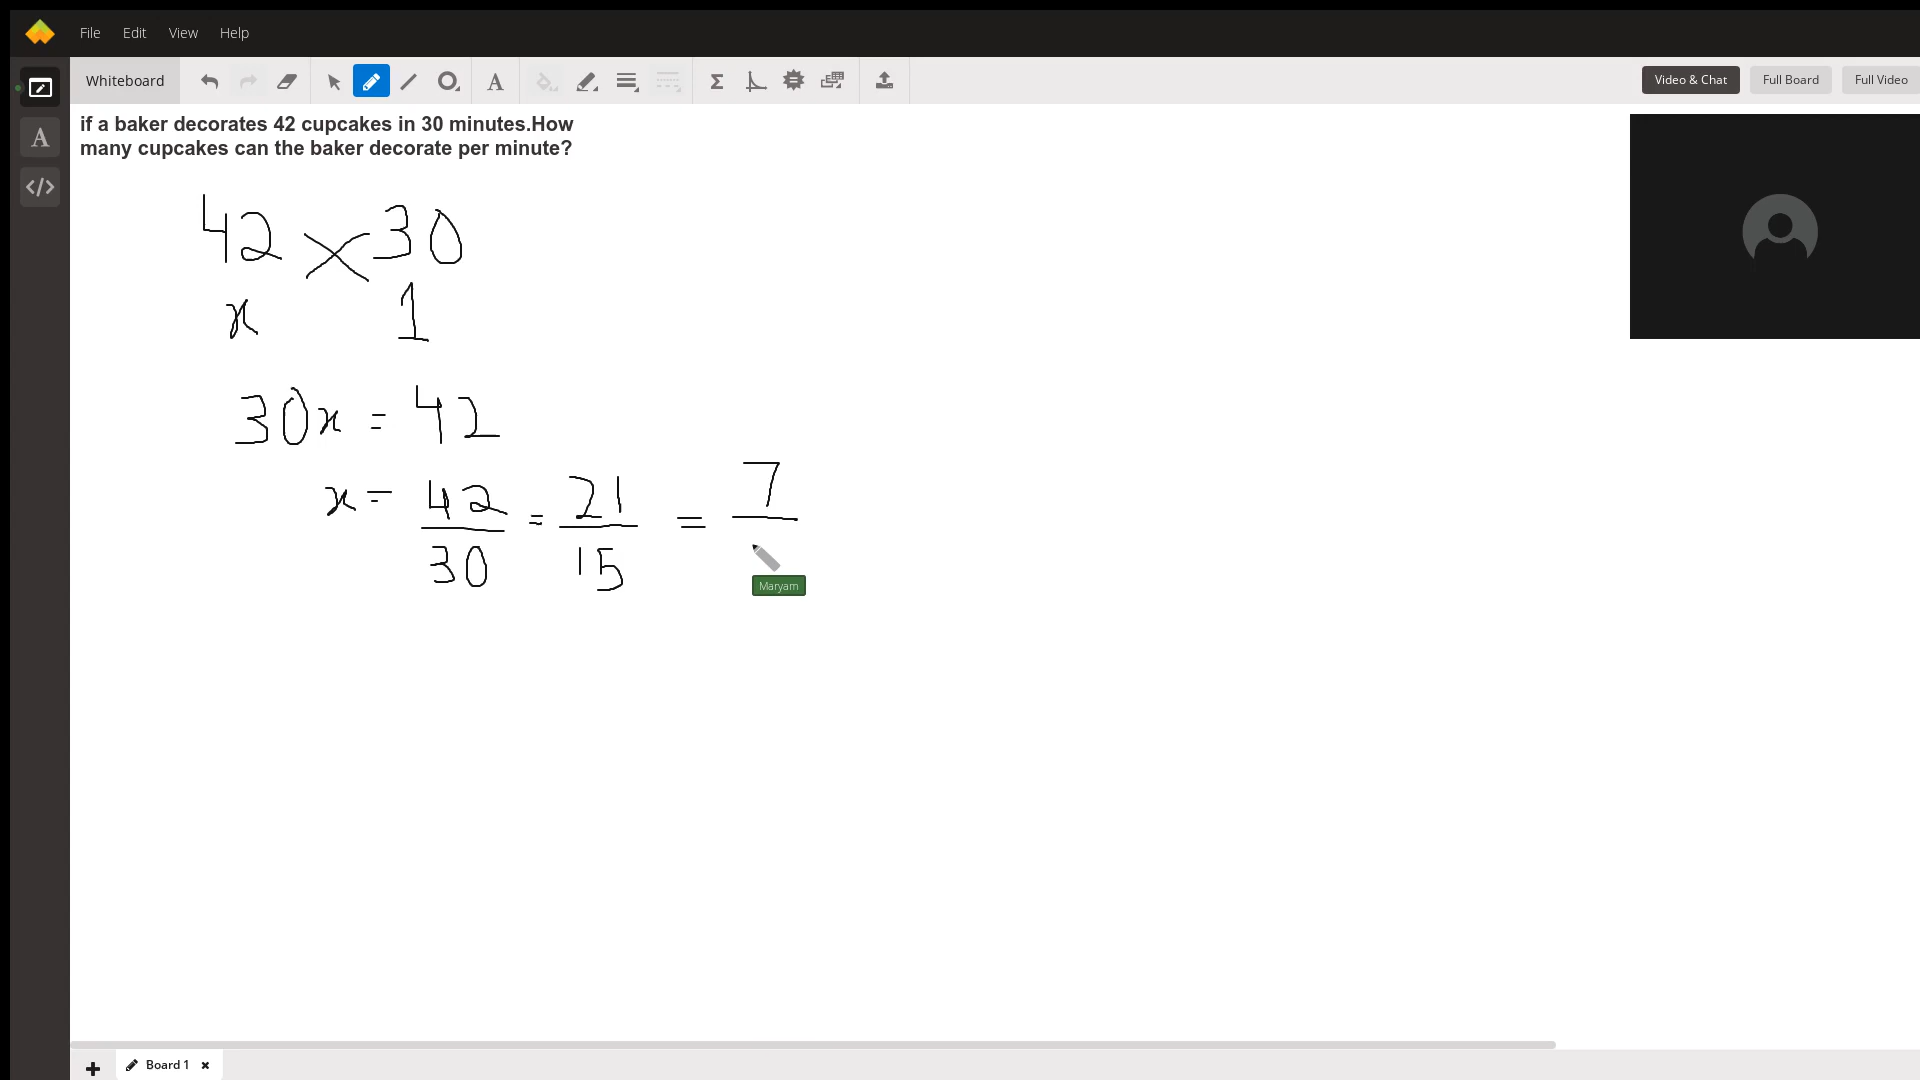 File Edit View Help
Whiteboard A Σ Video & Chat Full Board Full Video
A
</>
if a baker decorates 42 cupcakes in 30 minutes.How
many cupcakes can the baker decorate per minute?
42 30
x 1
30x = 42
x = 42/30 = 21/15 = 7/
Maryam
+ Board 1 ×